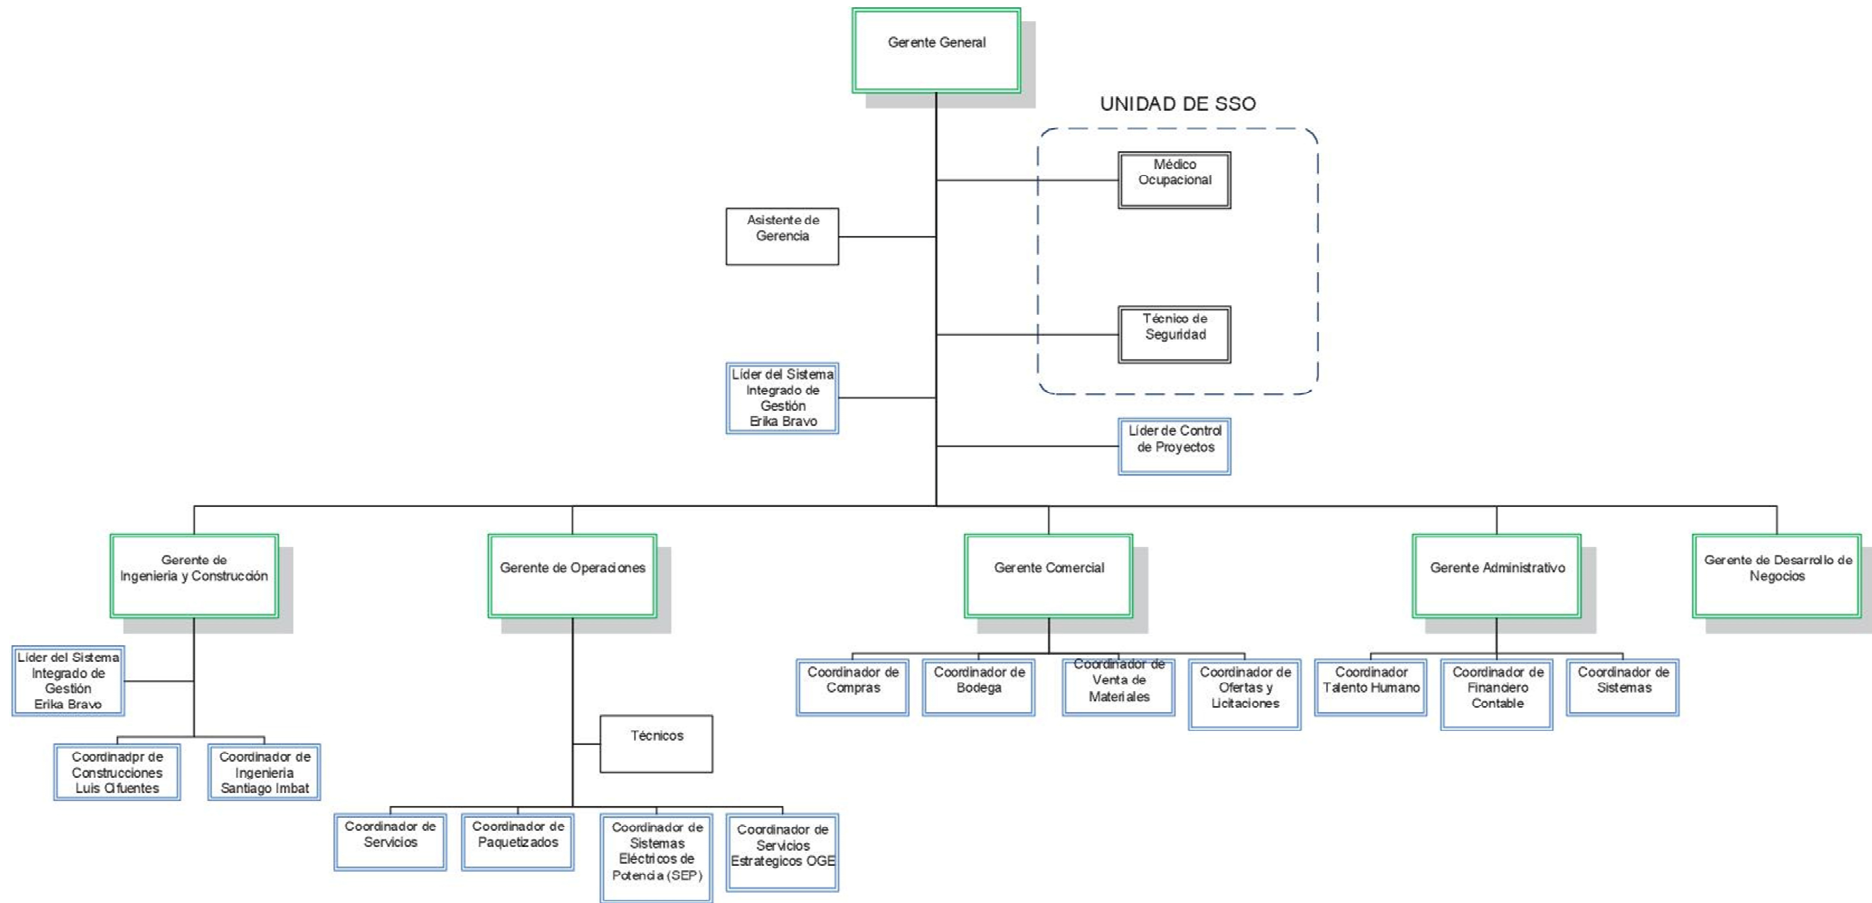 Gerente General
UNIDAD DE SSO
Médico
Ocupacional
Asistente de
Gerencia
Técnico de
Seguridad
Líder del Sistema
Integrado de
Gestión
Erika Bravo
Líder de Control
de Proyectos
Gerente de
Ingenieria y Construcción
Gerente de Operaciones
Gerente Comercial
Gerente Administrativo
Gerente de Desarrollo de
Negocios
Líder del Sistema
Integrado de
Gestión
Erika Bravo
Coordinador de
Compras
Coordinador de
Bodega
Coordinador de
Venta de
Materiales
Coordinador de
Ofertas y
Licitaciones
Coordinador
Talento Humano
Coordinador de
Financiero
Contable
Coordinador de
Sistemas
Técnicos
Coordinadpr de
Construcciones
Luis Cifuentes
Coordinador de
Ingenieria
Santiago Imbat
Coordinador de
Servicios
Coordinador de
Paquetizados
Coordinador de
Sistemas
Eléctricos de
Potencia (SEP)
Coordinador de
Servicios
Estrategicos OGE